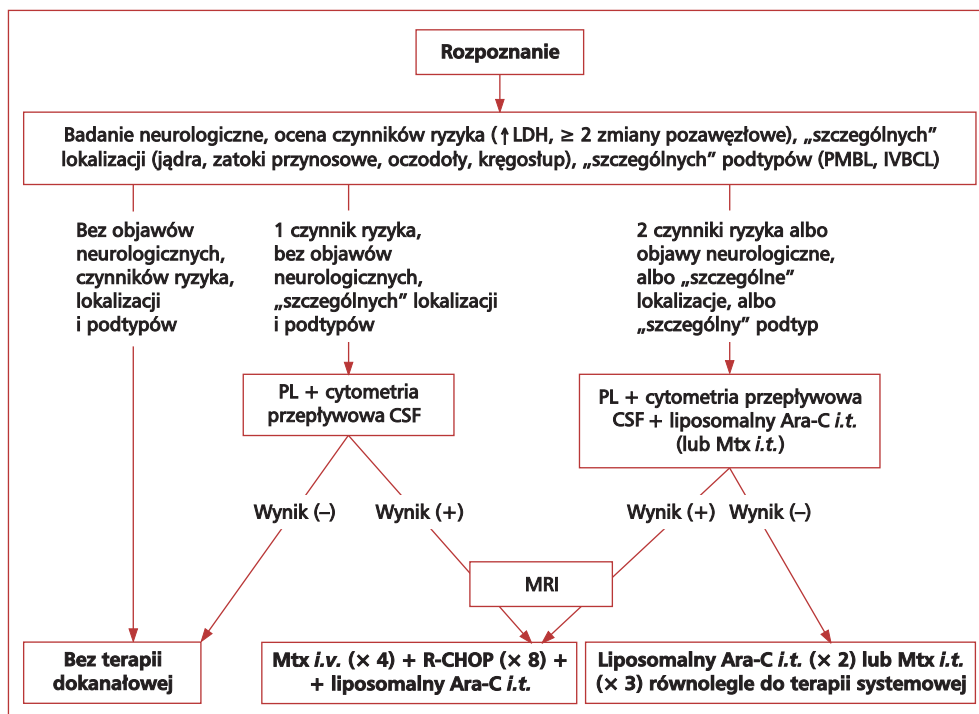 Rozpoznanie
Badanie neurologiczne, ocena czynników ryzyka (↑LDH, ≥ 2 zmiany pozawęzłowe), „szczególnych”
lokalizacji (jądra, zatoki przynosowe, oczodoły, kręgosłup), „szczególnych” podtypów (PMBL, IVBCL)
Bez objawów
neurologicznych,
czynników ryzyka,
lokalizacji
i podtypów
1 czynnik ryzyka,
bez objawów
neurologicznych,
„szczególnych” lokalizacji
i podtypów
2 czynniki ryzyka albo
objawy neurologiczne,
albo „szczególne”
lokalizacje, albo
„szczególny” podtyp
PL + cytometria
przepływowa CSF
PL + cytometria przepływowa
CSF + liposomalny Ara-C i.t.
(lub Mtx i.t.)
Wynik (–)
Wynik (+)
Wynik (+)
Wynik (–)
MRI
Bez terapii
dokanałowej
Mtx i.v. (× 4) + R-CHOP (× 8) +
+ liposomalny Ara-C i.t.
Liposomalny Ara-C i.t. (× 2) lub Mtx i.t.
(× 3) równolegle do terapii systemowej